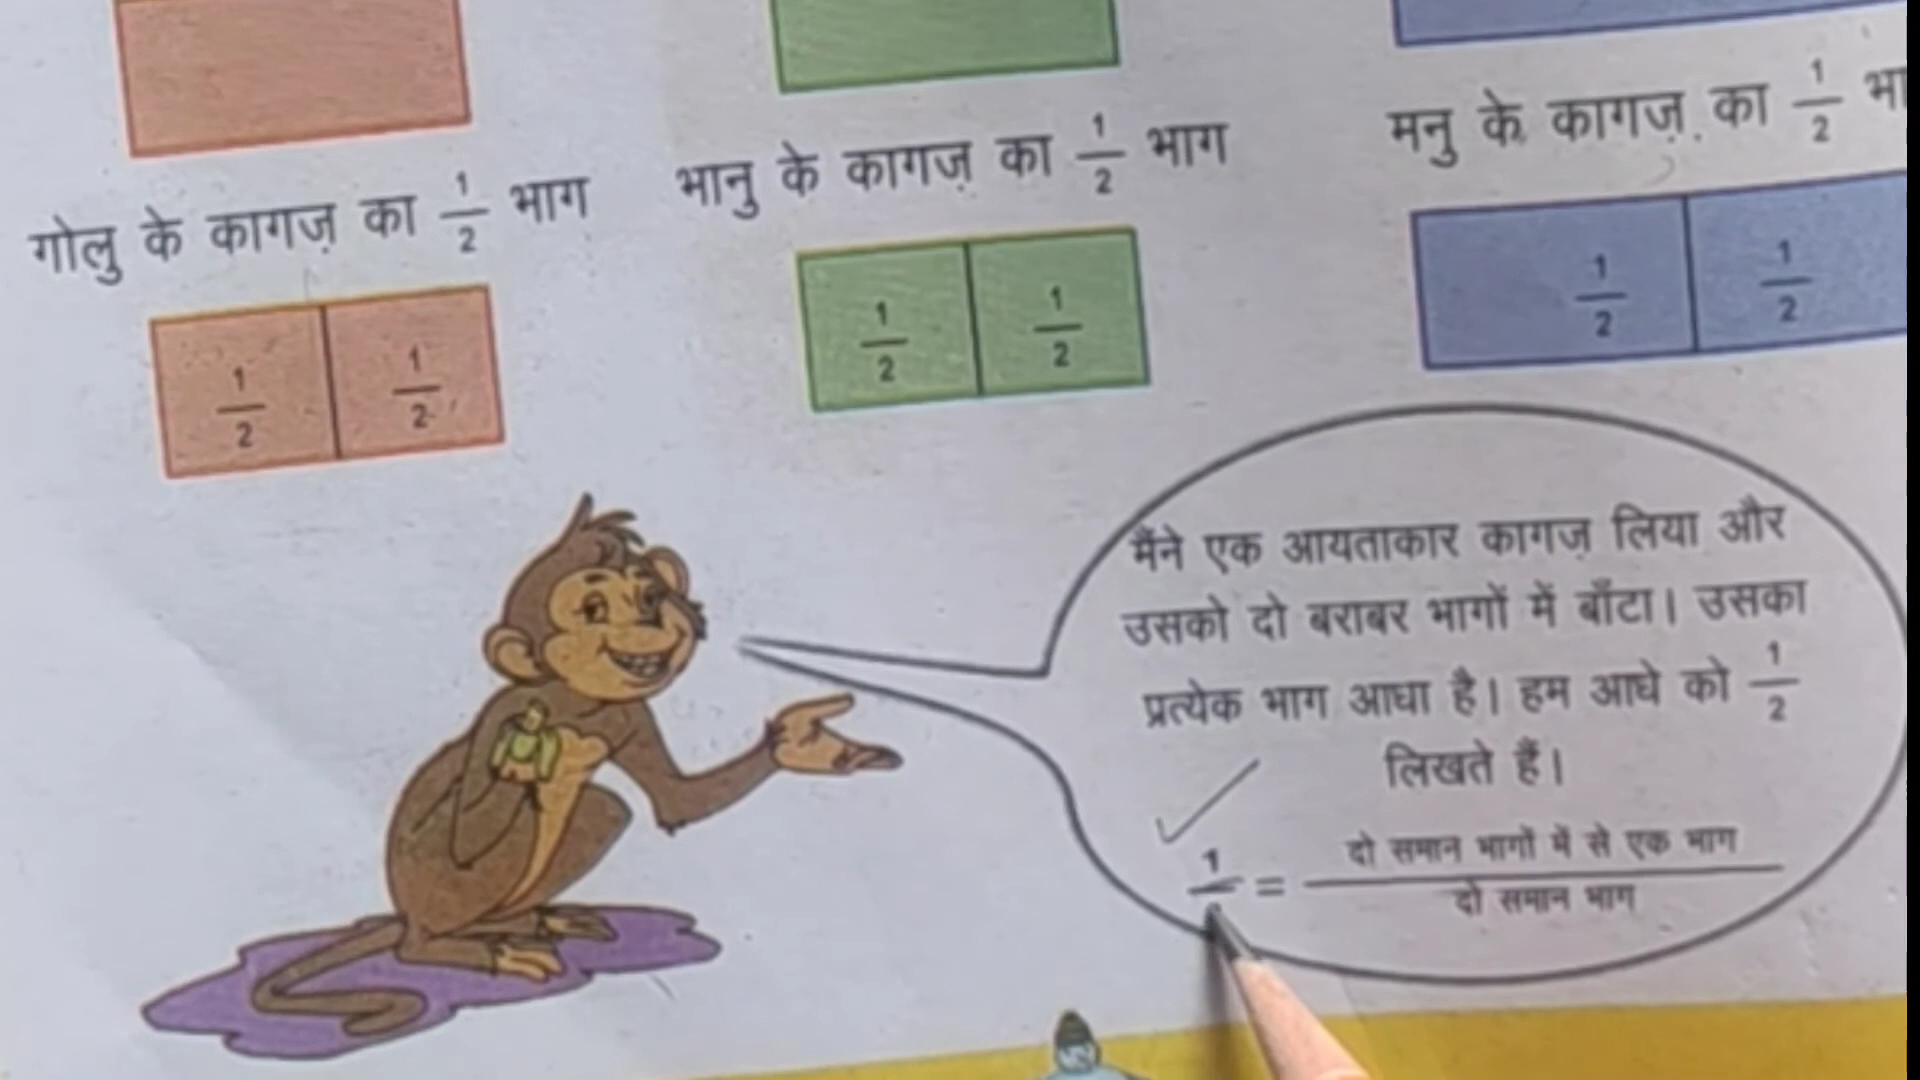 गोलु के कागज़ का 1/2 भाग
भानु के कागज़ का 1/2 भाग
मनु के कागज़ का 1/2
1/2 1/2
1/2 1/2
1/2 1/2
मैंने एक आयताकार कागज़ लिया और
उसको दो बराबर भागों में बाँटा। उसका
प्रत्येक भाग आधा है। हम आधे को 1/2
लिखते हैं।
1 = दो समान भागों में से एक भाग
दो समान भाग